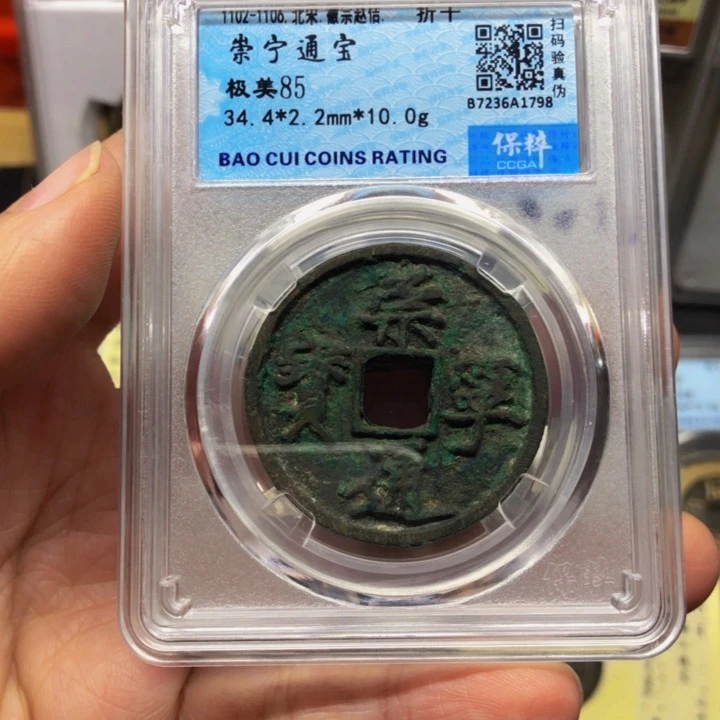 1102-1106.北宋.徽宗赵佶. 折十
崇宁通宝
极美85
34.4*2.2mm*10.0g
BAO CUI COINS RATING
扫码验真伪
B7236A1798
保粹
CCGA
崇
寧
通
寳